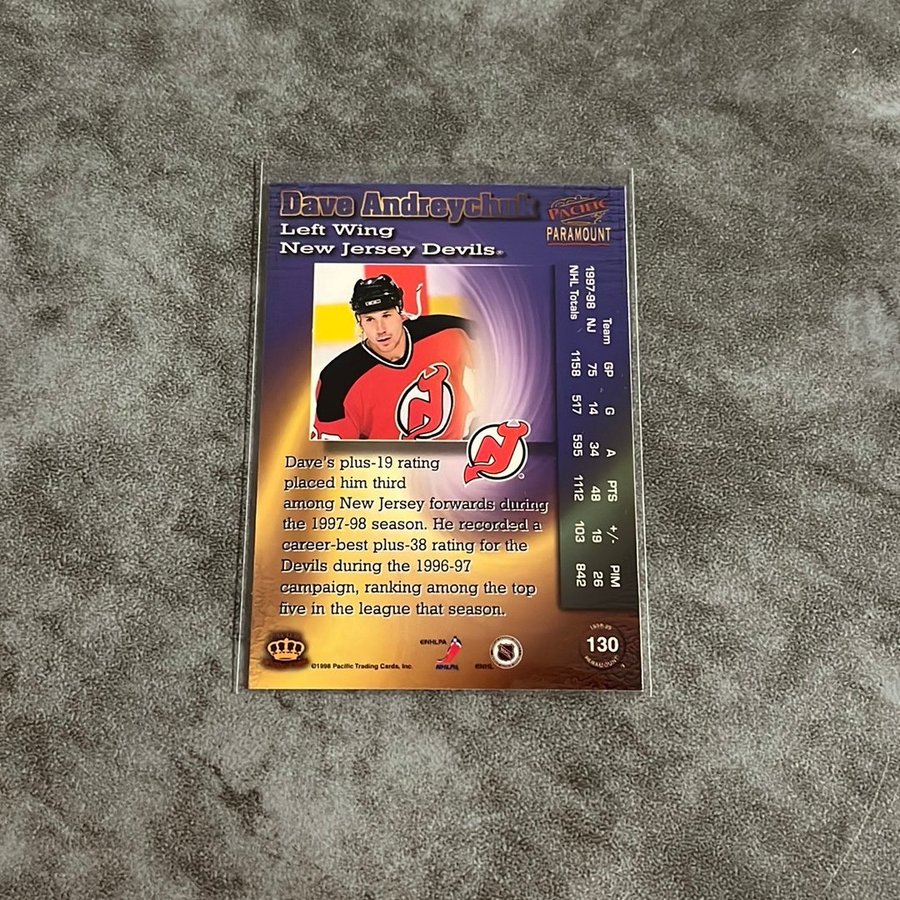 Dave Andreychuk
Left Wing
New Jersey Devils
PACIFIC
PARAMOUNT
Team GP G A PTS +/- PIM
1997-98 NJ 75 14 34 48 19 26
NHL Totals 1158 517 595 1112 103 842
Dave's plus-19 rating
placed him third
among New Jersey forwards during
the 1997-98 season. He recorded a
career-best plus-38 rating for the
Devils during the 1996-97
campaign, ranking among the top
five in the league that season.
©1998 Pacific Trading Cards, Inc.
©NHLPA
NHLPA
©NHL
130
PARAMOUNT